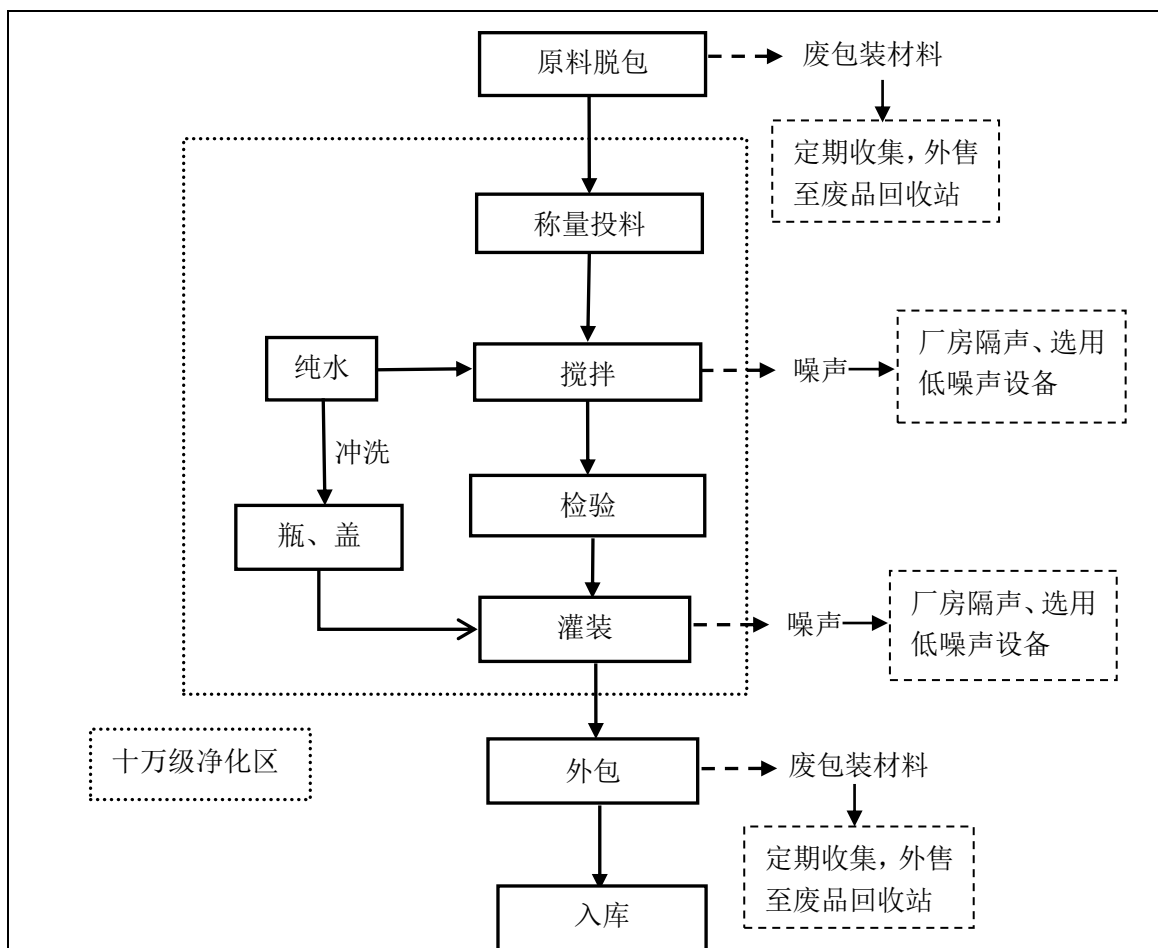 原料脱包
废包装材料
定期收集，外售
至废品回收站
称量投料
纯水
搅拌
噪声
厂房隔声、选用
低噪声设备
冲洗
检验
瓶、盖
灌装
噪声
厂房隔声、选用
低噪声设备
十万级净化区
外包
废包装材料
定期收集，外售
至废品回收站
入库